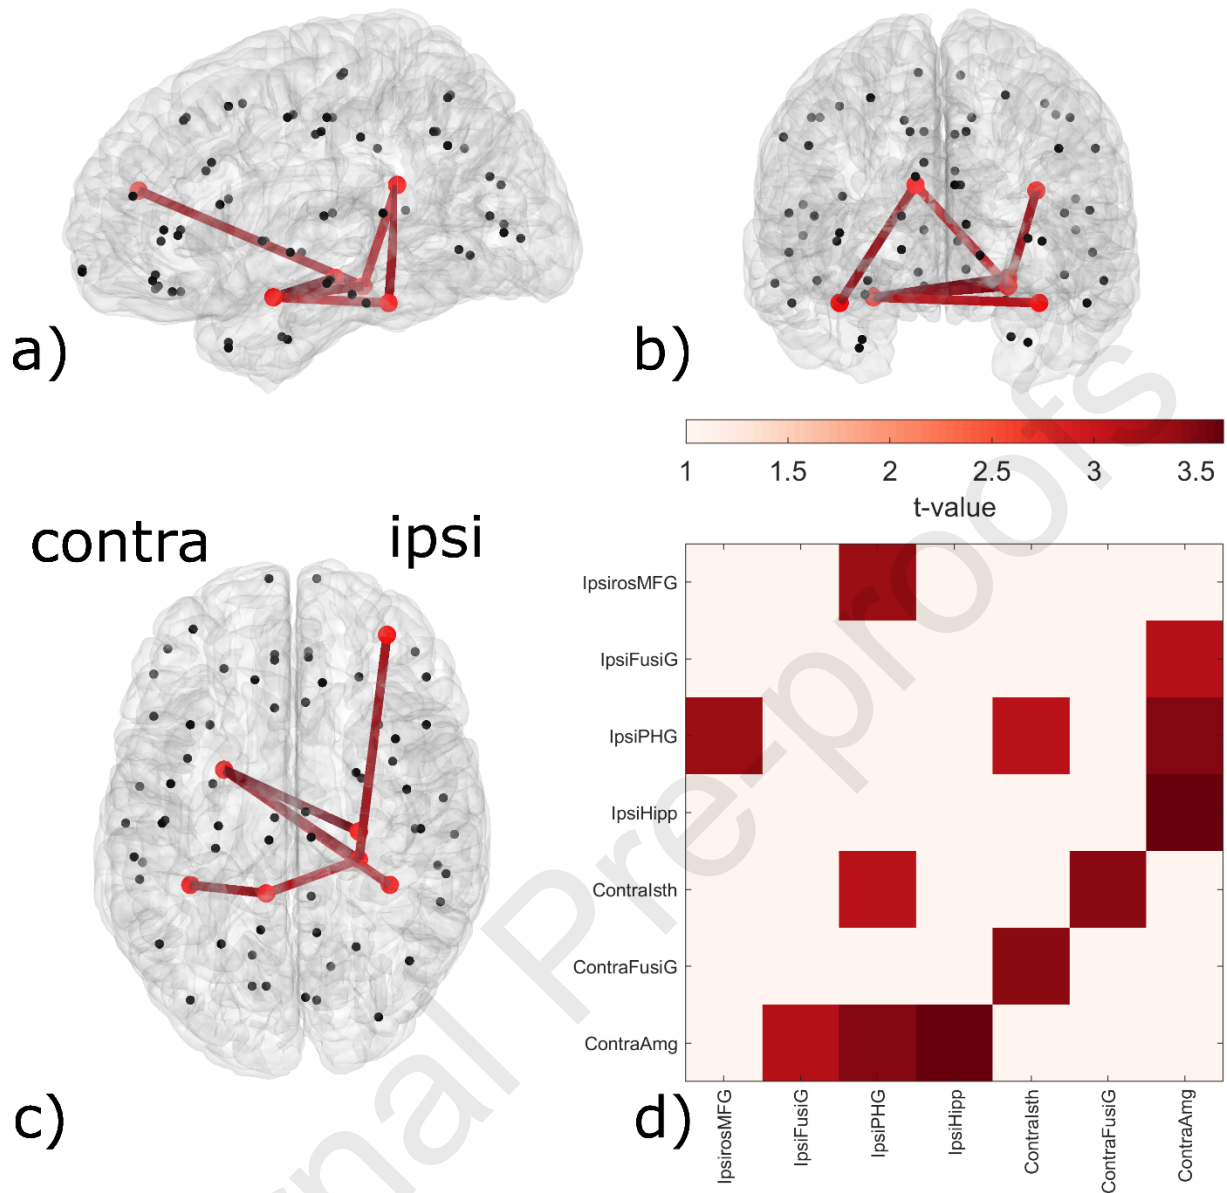 a)
b)
1 1.5 2 2.5 3 3.5
t-value
contra ipsi
IpsirosMFG
IpsiFusiG
IpsiPHG
IpsiHipp
ContraIsth
ContraFusiG
ContraAmg
c)
d)
IpsirosMFG IpsiFusiG IpsiPHG IpsiHipp ContraIsth ContraFusiG ContraAmg
rnal Pre-proofs